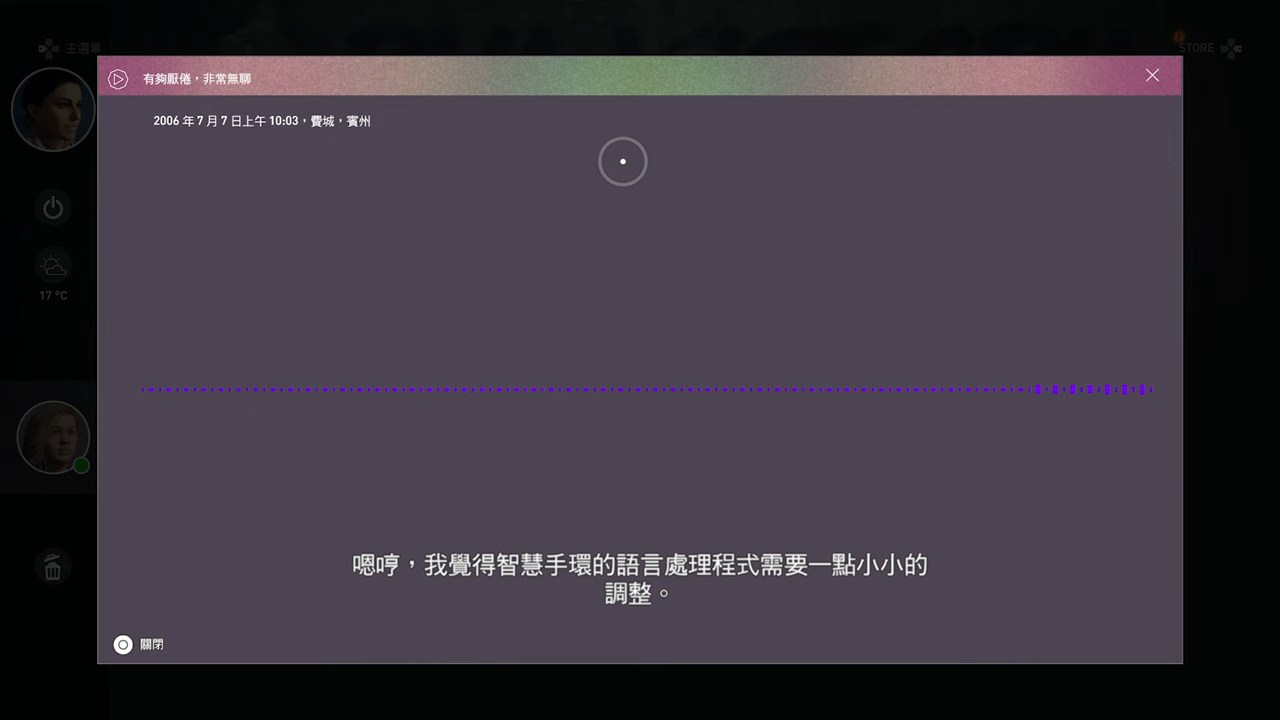 主選單
STORE
有夠厭倦，非常無聊
2006 年 7 月 7 日上午 10:03，費城，賓州
17 °C
嗯哼，我覺得智慧手環的語言處理程式需要一點小小的
調整。
關閉